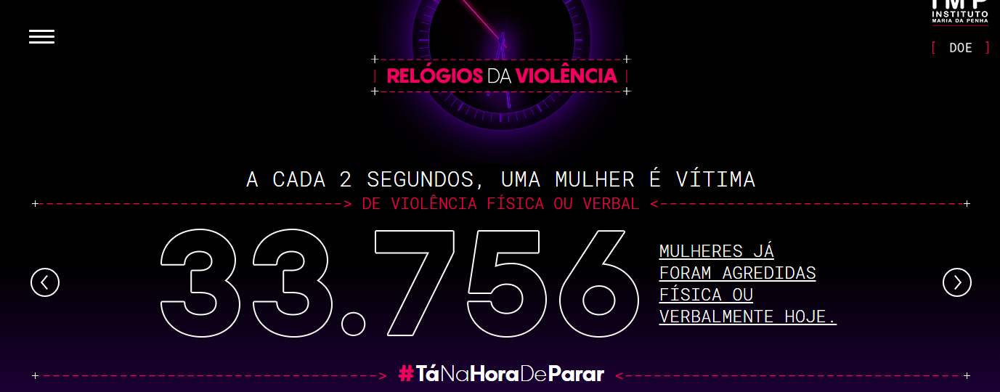 INSTITUTO
MARIA DA PENHA
[ DOE ]
RELÓGIOS DA VIOLÊNCIA
A CADA 2 SEGUNDOS, UMA MULHER É VÍTIMA
> DE VIOLÊNCIA FÍSICA OU VERBAL <
33.756
MULHERES JÁ
FORAM AGREDIDAS
FÍSICA OU
VERBALMENTE HOJE.
> #TáNaHoraDeParar <